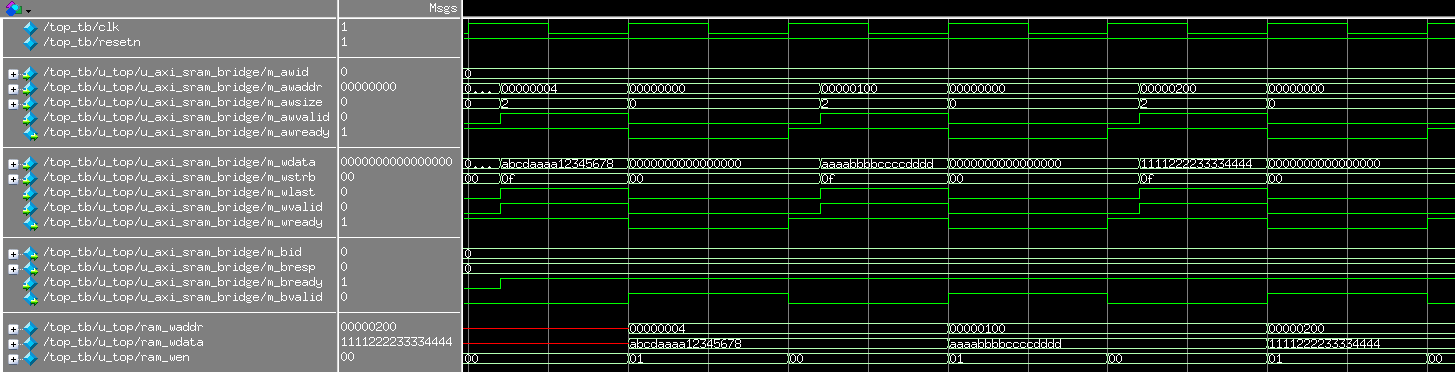 Msgs
/top_tb/clk 1
/top_tb/resetn 1
/top_tb/u_top/u_axi_sram_bridge/m_awid 0 0
/top_tb/u_top/u_axi_sram_bridge/m_awaddr 00000000 0... 00000004 00000000 00000100 00000000 00000200 00000000
/top_tb/u_top/u_axi_sram_bridge/m_awsize 0 0 2 0 2 0 2 0
/top_tb/u_top/u_axi_sram_bridge/m_awvalid 0
/top_tb/u_top/u_axi_sram_bridge/m_awready 1
/top_tb/u_top/u_axi_sram_bridge/m_wdata 0000000000000000 0... abcdaaaa12345678 0000000000000000 aaaabbbbccccdddd 0000000000000000 1111222233334444 0000000000000000
/top_tb/u_top/u_axi_sram_bridge/m_wstrb 00 00 0f 00 0f 00 0f 00
/top_tb/u_top/u_axi_sram_bridge/m_wlast 0
/top_tb/u_top/u_axi_sram_bridge/m_wvalid 0
/top_tb/u_top/u_axi_sram_bridge/m_wready 1
/top_tb/u_top/u_axi_sram_bridge/m_bid 0 0
/top_tb/u_top/u_axi_sram_bridge/m_bresp 0 0
/top_tb/u_top/u_axi_sram_bridge/m_bready 1
/top_tb/u_top/u_axi_sram_bridge/m_bvalid 0
/top_tb/u_top/ram_waddr 00000200 00000004 00000100 00000200
/top_tb/u_top/ram_wdata 1111222233334444 abcdaaaa12345678 aaaabbbbccccdddd 1111222233334444
/top_tb/u_top/ram_wen 00 00 01 00 01 00 01 00